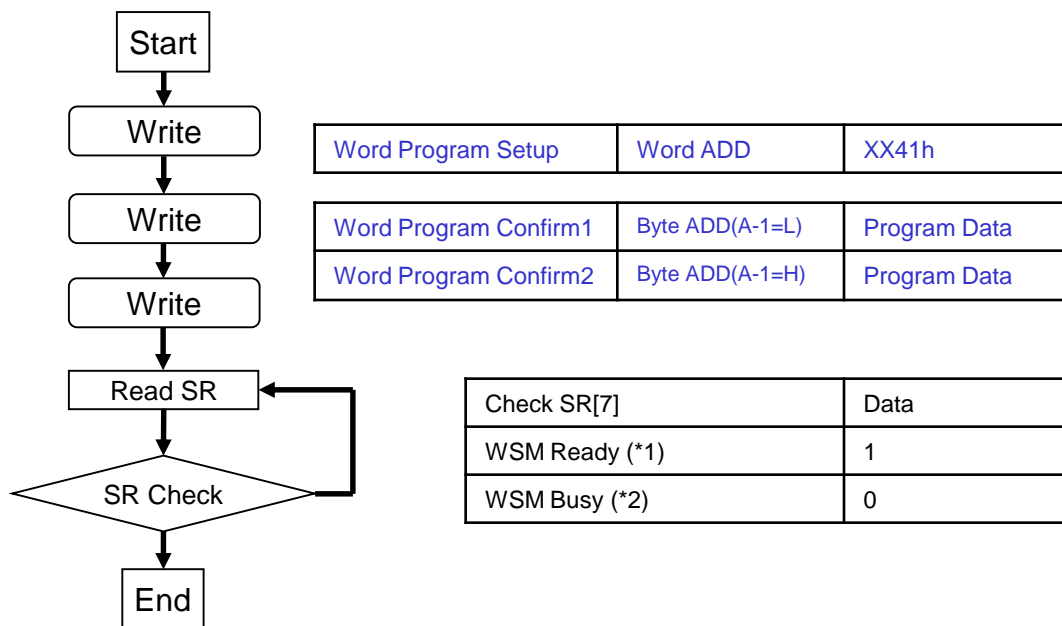 Start
Write
Word Program Setup Word ADD XX41h
Write
Word Program Confirm1 Byte ADD(A-1=L) Program Data
Word Program Confirm2 Byte ADD(A-1=H) Program Data
Write
Read SR
Check SR[7] Data
WSM Ready (*1) 1
WSM Busy (*2) 0
SR Check
End